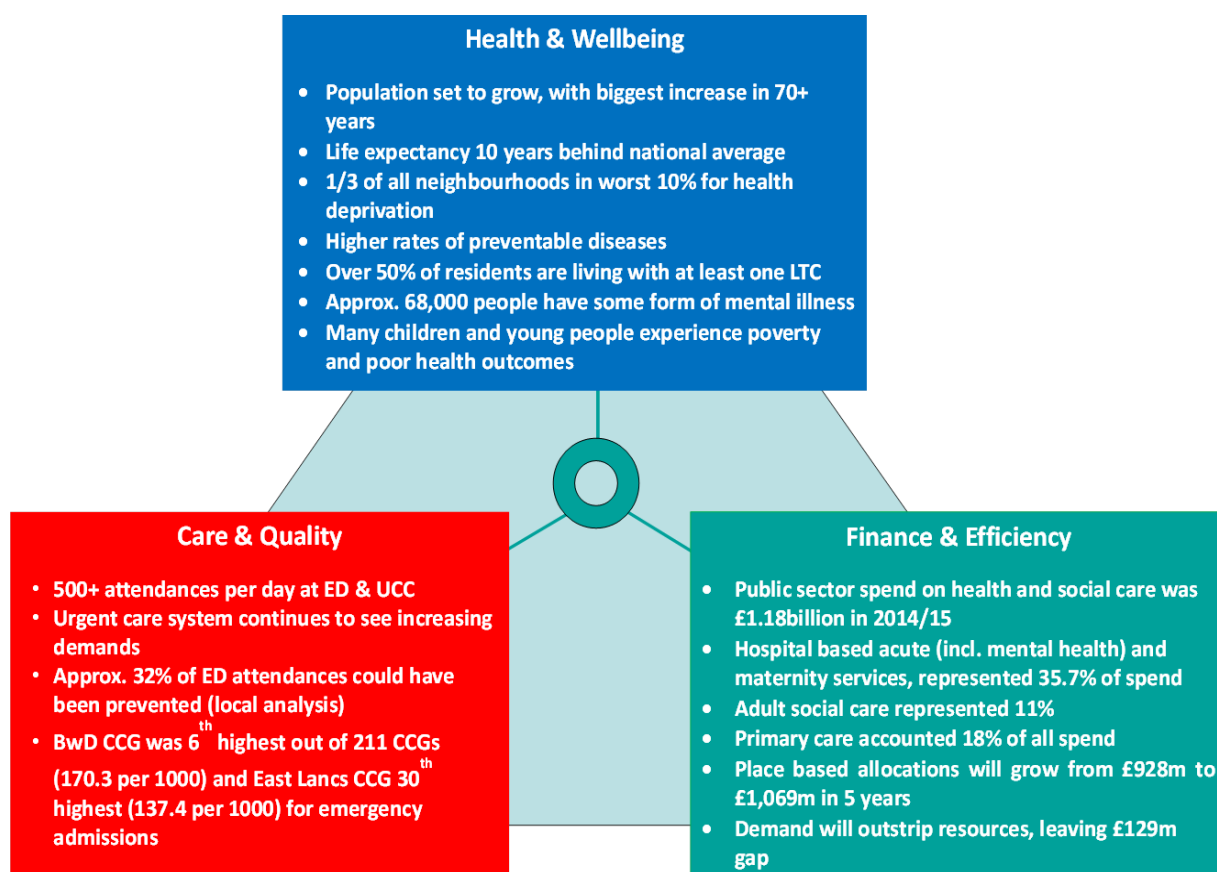 Health & Wellbeing
• Population set to grow, with biggest increase in 70+
years
• Life expectancy 10 years behind national average
• 1/3 of all neighbourhoods in worst 10% for health
deprivation
• Higher rates of preventable diseases
• Over 50% of residents are living with at least one LTC
• Approx. 68,000 people have some form of mental illness
• Many children and young people experience poverty
and poor health outcomes
Care & Quality
• 500+ attendances per day at ED & UCC
• Urgent care system continues to see increasing
demands
• Approx. 32% of ED attendances could have
been prevented (local analysis)
• BwD CCG was 6th highest out of 211 CCGs
(170.3 per 1000) and East Lancs CCG 30th
highest (137.4 per 1000) for emergency
admissions
Finance & Efficiency
• Public sector spend on health and social care was
£1.18billion in 2014/15
• Hospital based acute (incl. mental health) and
maternity services, represented 35.7% of spend
• Adult social care represented 11%
• Primary care accounted 18% of all spend
• Place based allocations will grow from £928m to
£1,069m in 5 years
• Demand will outstrip resources, leaving £129m
gap